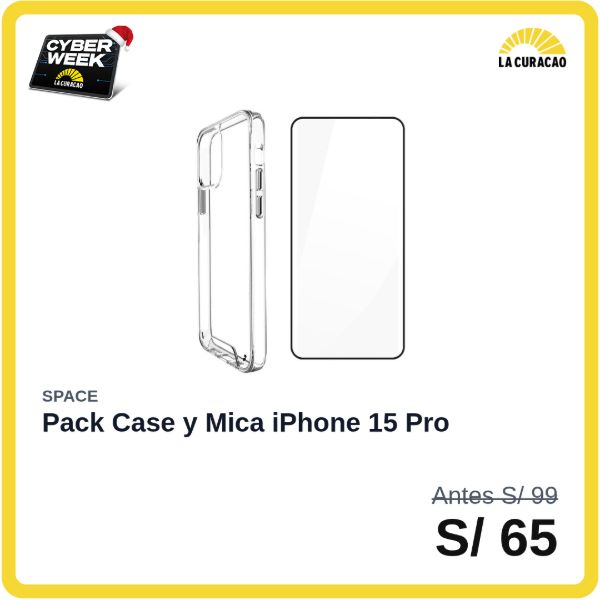 CYBER
WEEK
LA CURACAO
LA CURACAO
SPACE
Pack Case y Mica iPhone 15 Pro
Antes S/ 99
S/ 65